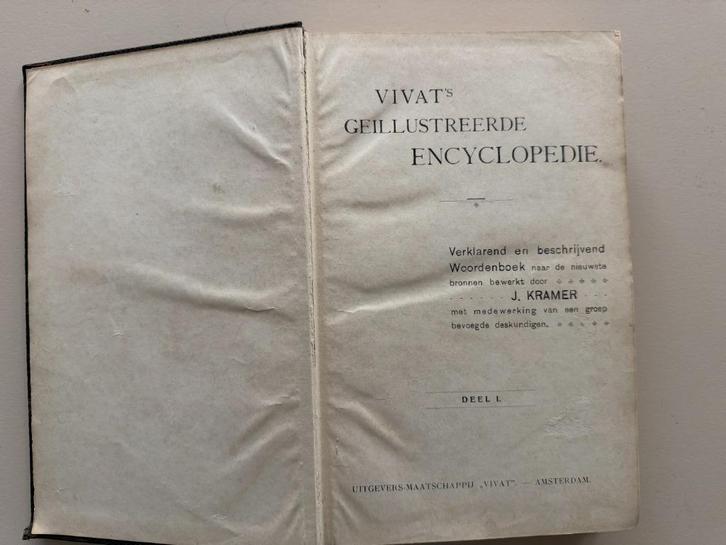 VIVAT's
GEILLUSTREERDE
ENCYCLOPEDIE.
Verklarend en beschrijvend
Woordenboek naar de nieuwste
bronnen bewerkt door
J. KRAMER
met medewerking van een groep
bevoegde deskundigen.
DEEL I.
UITGEVERS-MAATSCHAPPIJ „VIVAT". — AMSTERDAM.